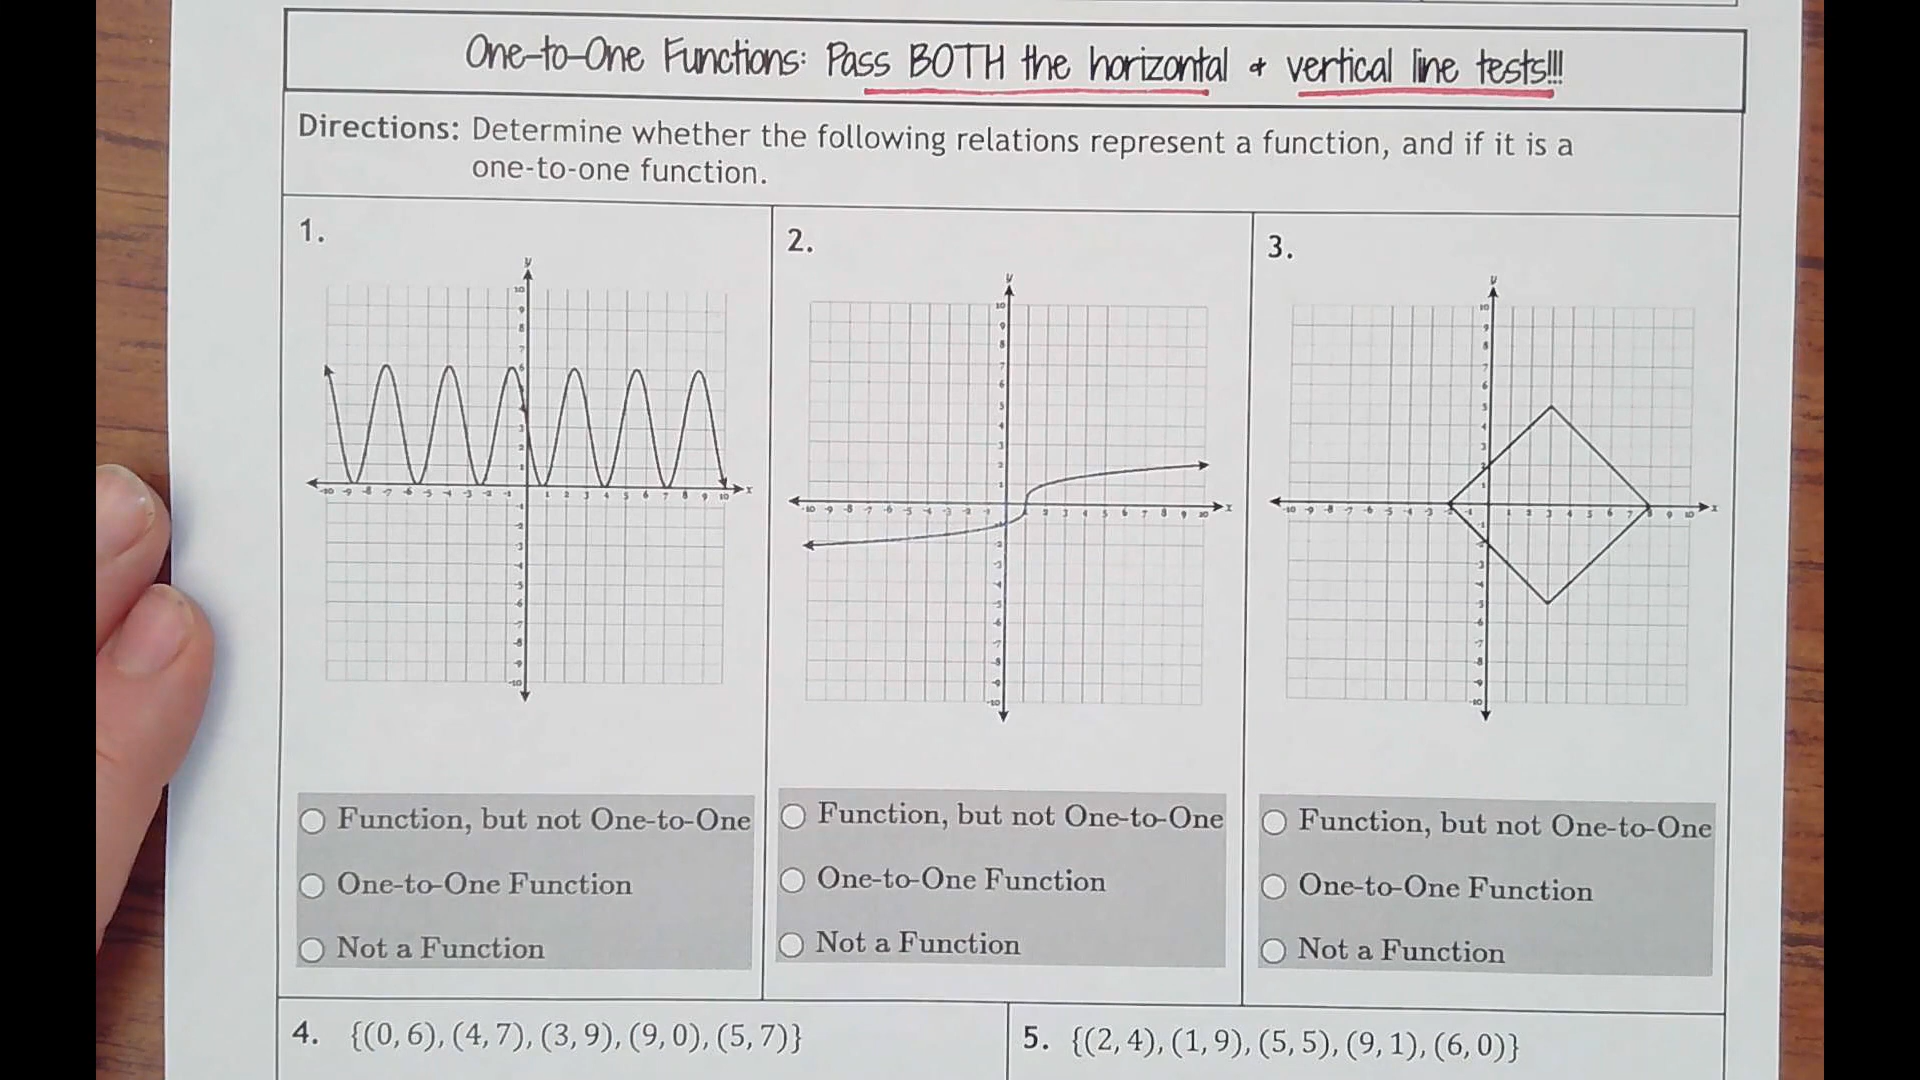 One-to-One Functions: Pass BOTH the horizontal & vertical line tests!!!
Directions: Determine whether the following relations represent a function, and if it is a
one-to-one function.
1.
2.
3.
y
y
y
x
x
x
Function, but not One-to-One
One-to-One Function
Not a Function
Function, but not One-to-One
One-to-One Function
Not a Function
Function, but not One-to-One
One-to-One Function
Not a Function
4. {(0, 6), (4, 7), (3, 9), (9, 0), (5, 7)}
5. {(2, 4), (1, 9), (5, 5), (9, 1), (6, 0)}